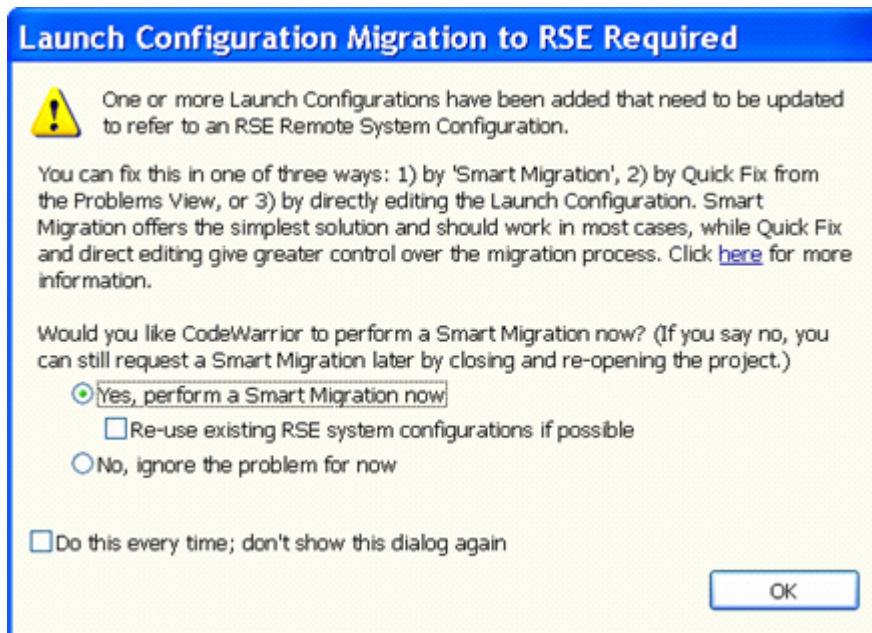 Launch Configuration Migration to RSE Required
One or more Launch Configurations have been added that need to be updated
to refer to an RSE Remote System Configuration.
You can fix this in one of three ways: 1) by 'Smart Migration', 2) by Quick Fix from
the Problems View, or 3) by directly editing the Launch Configuration. Smart
Migration offers the simplest solution and should work in most cases, while Quick Fix
and direct editing give greater control over the migration process. Click here for more
information.
Would you like CodeWarrior to perform a Smart Migration now? (If you say no, you
can still request a Smart Migration later by closing and re-opening the project.)
Yes, perform a Smart Migration now
Re-use existing RSE system configurations if possible
No, ignore the problem for now
Do this every time; don't show this dialog again
OK